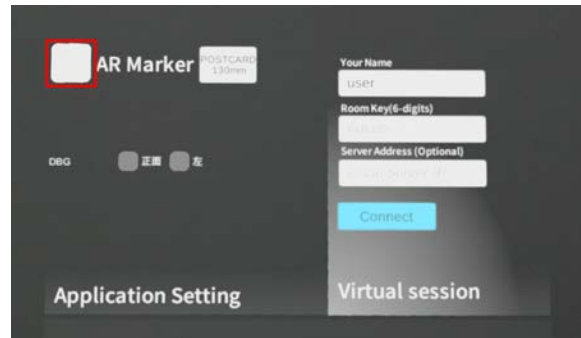 AR Marker
POSTCARD
130mm
DBG
正面
左
Application Setting
Your Name
user
Room Key(6-digits)
Server Address (Optional)
Connect
Virtual session